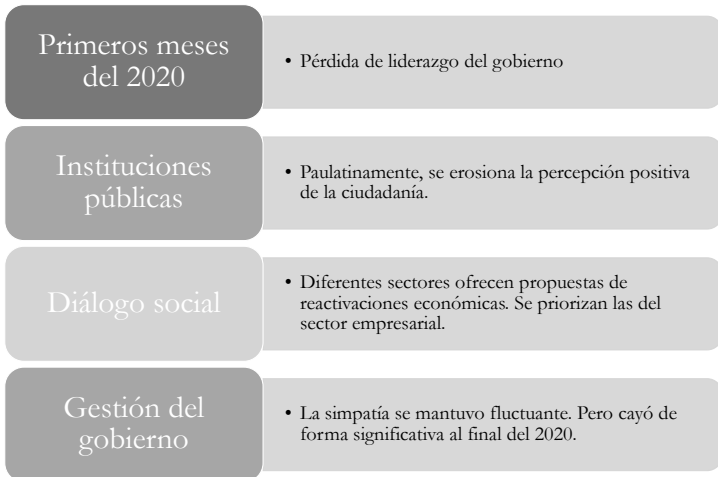 Primeros meses
del 2020
• Pérdida de liderazgo del gobierno
Instituciones
públicas
• Paulatinamente, se erosiona la percepción positiva
de la ciudadanía.
Diálogo social
• Diferentes sectores ofrecen propuestas de
reactivaciones económicas. Se priorizan las del
sector empresarial.
Gestión del
gobierno
• La simpatía se mantuvo fluctuante. Pero cayó de
forma significativa al final del 2020.